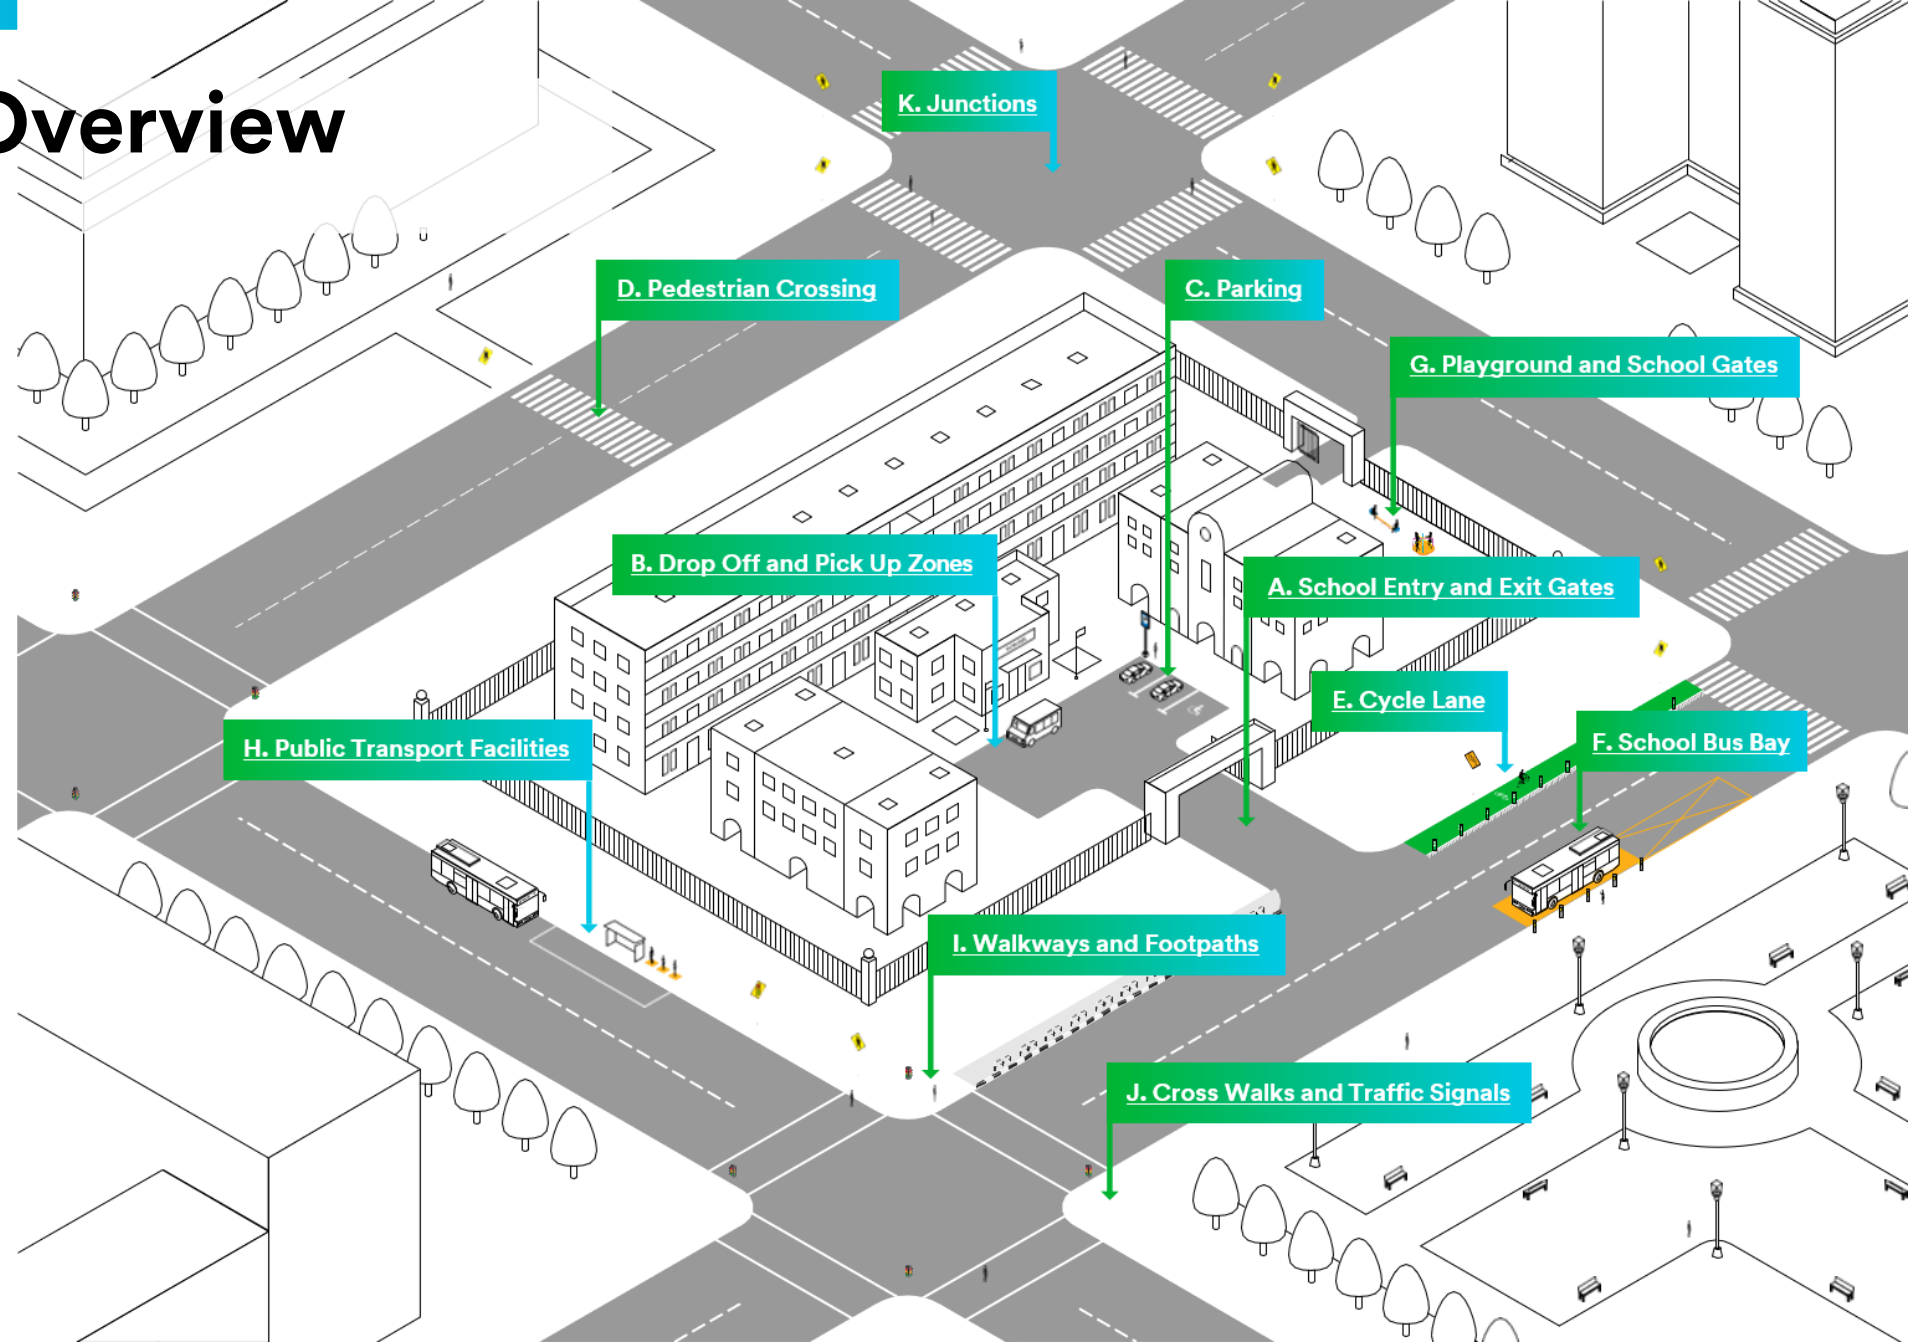 Overview
K. Junctions
D. Pedestrian Crossing
C. Parking
G. Playground and School Gates
B. Drop Off and Pick Up Zones
A. School Entry and Exit Gates
E. Cycle Lane
F. School Bus Bay
H. Public Transport Facilities
I. Walkways and Footpaths
J. Cross Walks and Traffic Signals